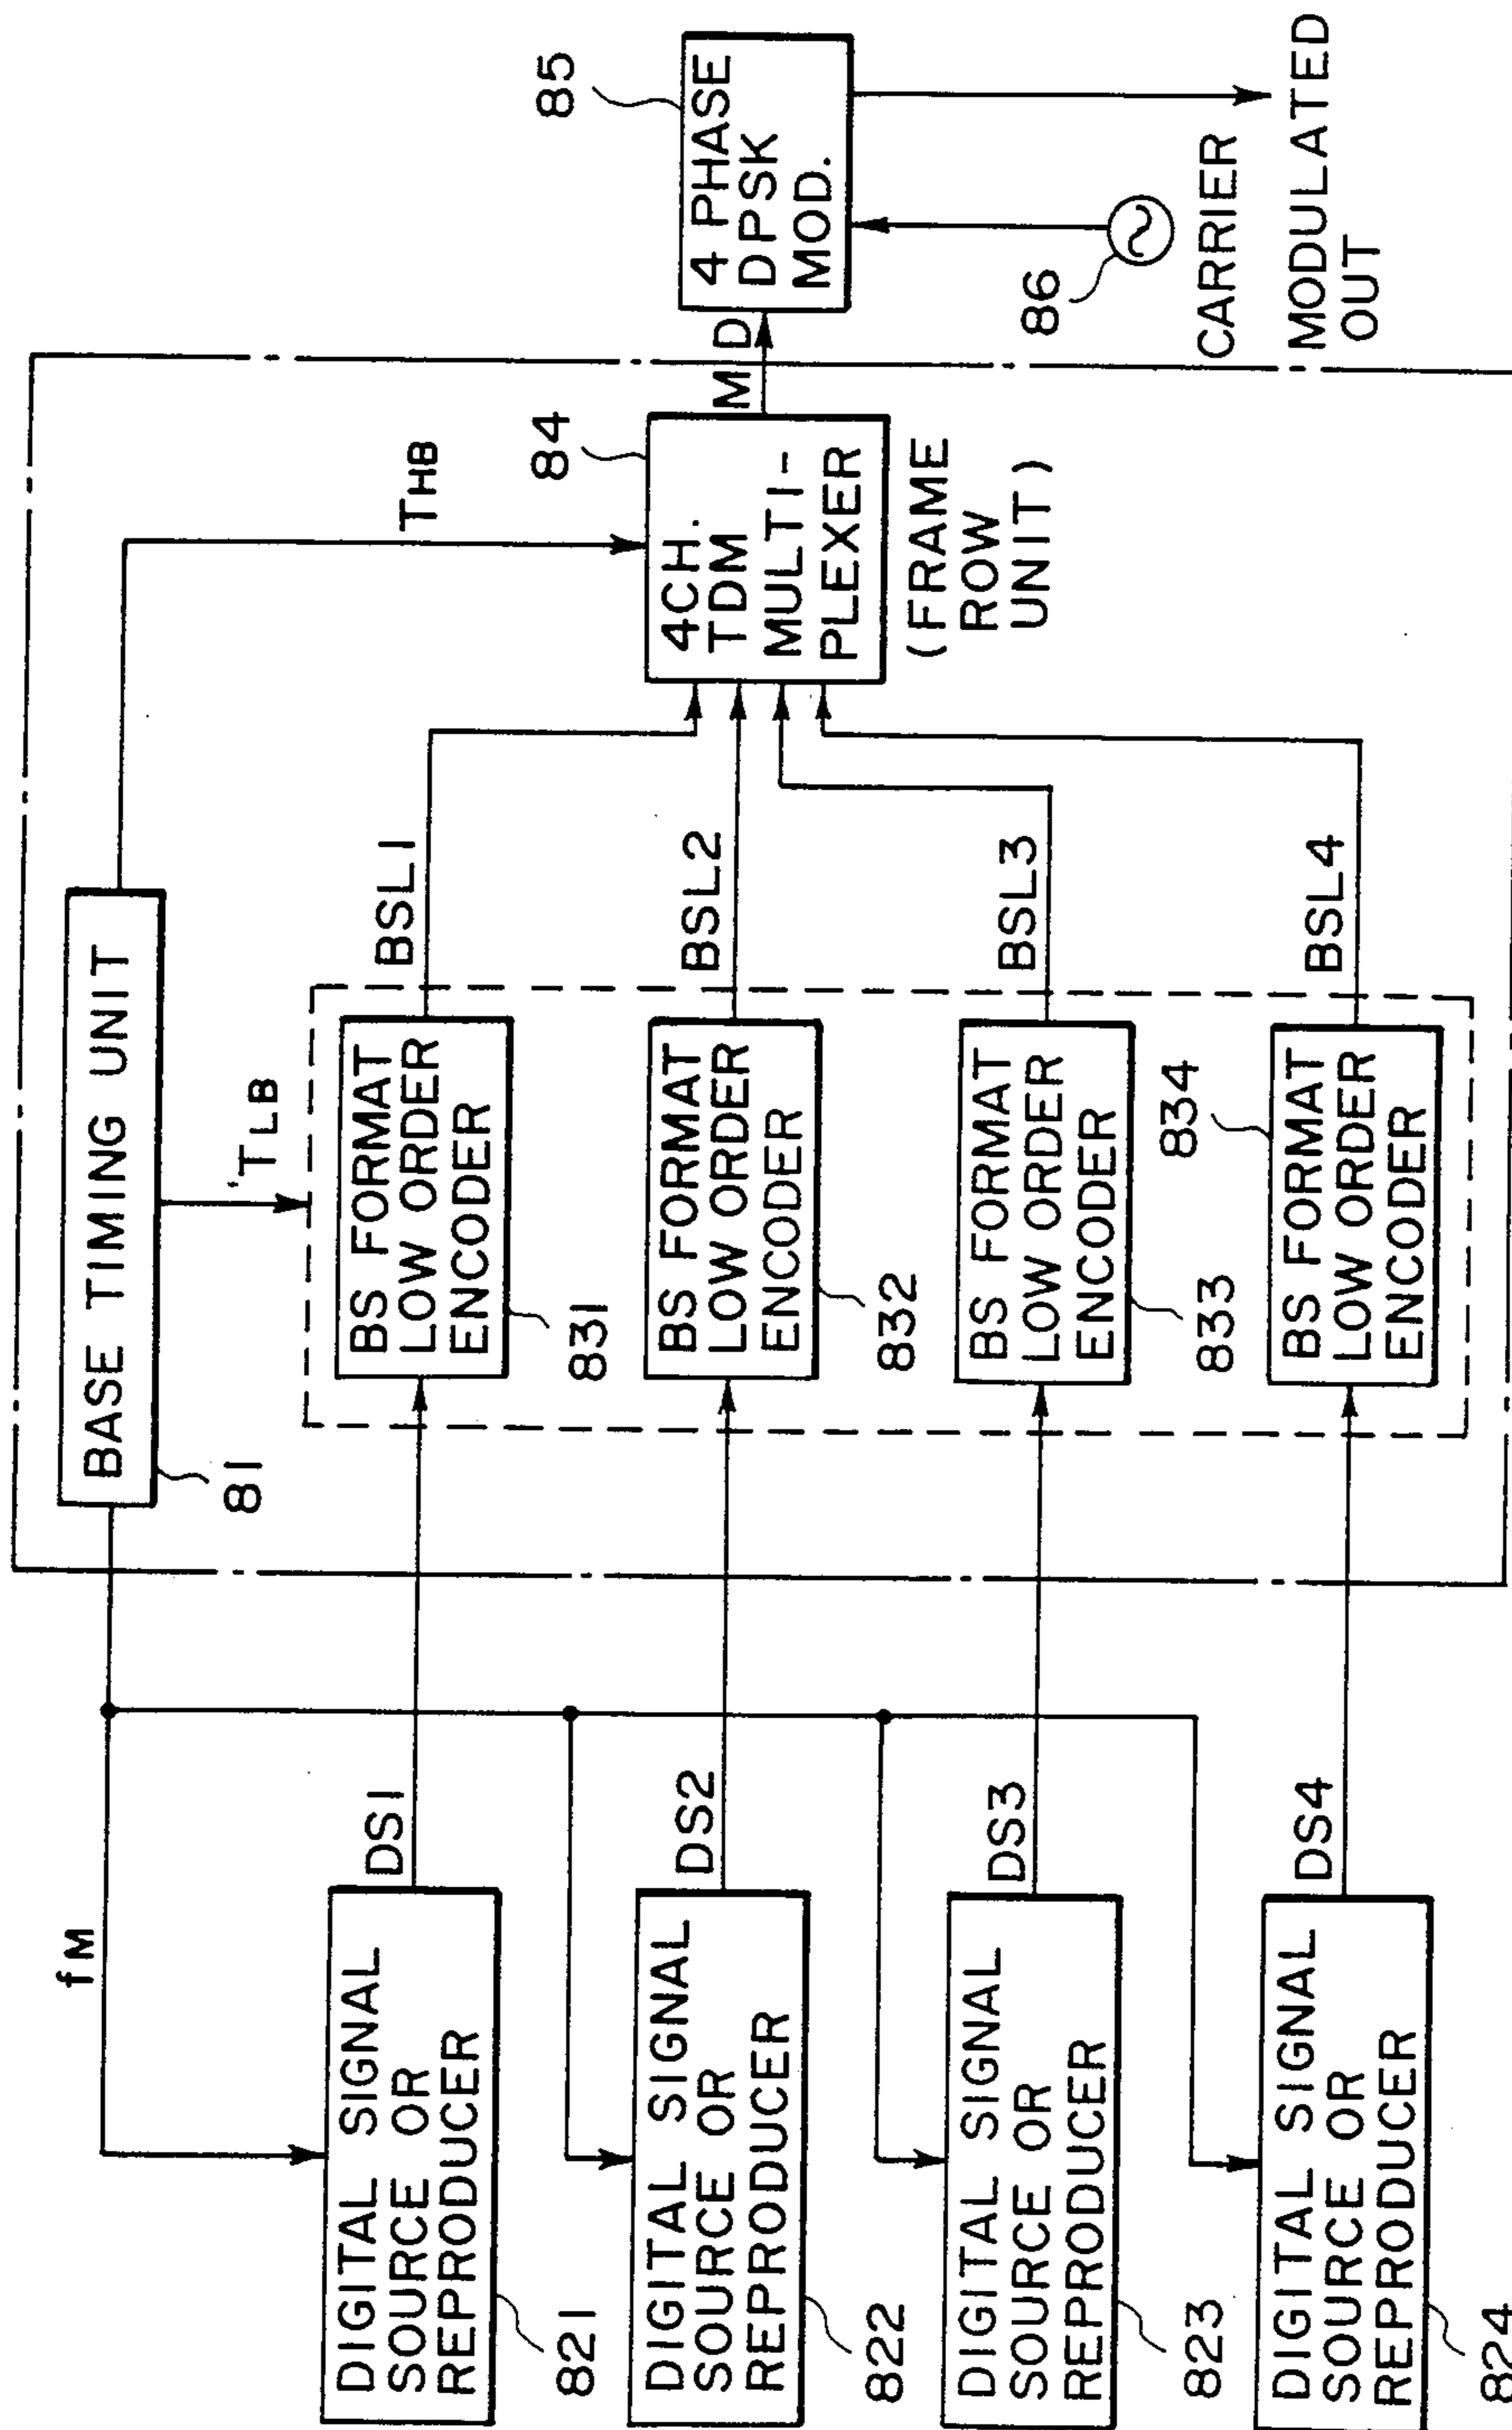 fM
BASE TIMING UNIT
81
TLB
THB
DIGITAL SIGNAL
SOURCE OR
REPRODUCER
821
DS1
BS FORMAT
LOW ORDER
ENCODER
831
BSL1
DIGITAL SIGNAL
SOURCE OR
REPRODUCER
822
DS2
BS FORMAT
LOW ORDER
ENCODER
832
BSL2
DIGITAL SIGNAL
SOURCE OR
REPRODUCER
823
DS3
BS FORMAT
LOW ORDER
ENCODER
833
BSL3
DIGITAL SIGNAL
SOURCE OR
REPRODUCER
824
DS4
BS FORMAT
LOW ORDER
ENCODER
834
BSL4
84
4CH.
TDM
MULTI-
PLEXER
(FRAME
ROW
UNIT)
MD
85
4 PHASE
DPSK
MOD.
86
CARRIER
MODULATED
OUT